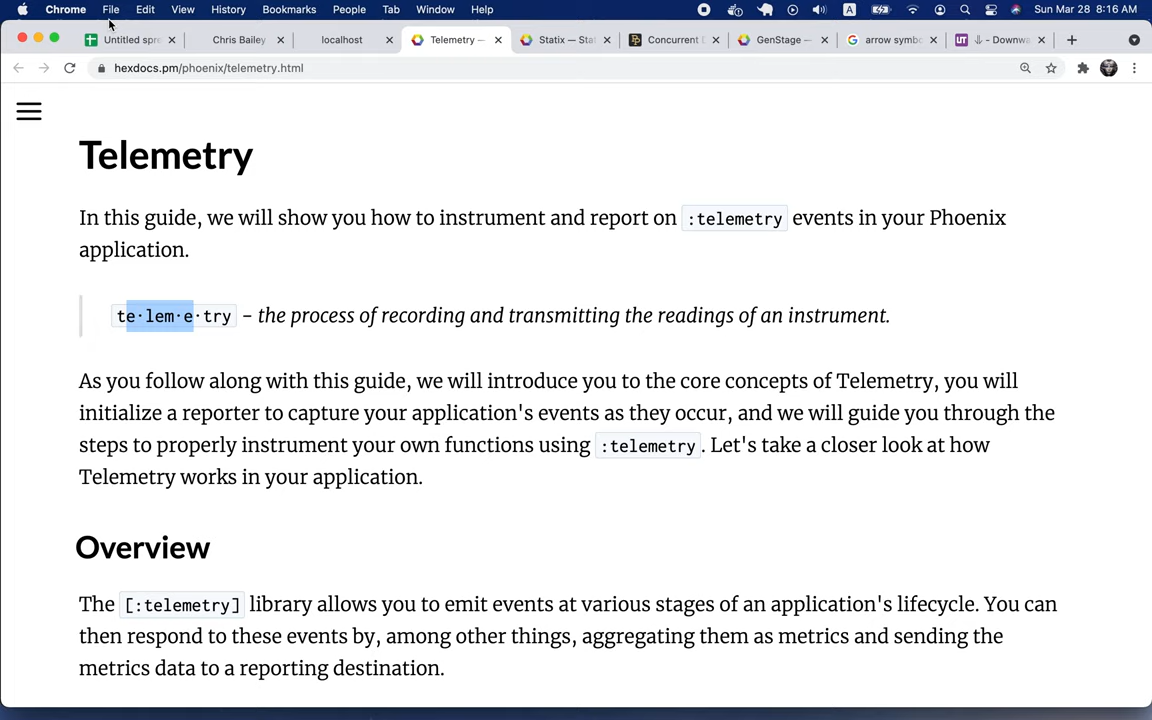 Chrome File Edit View History Bookmarks People Tab Window Help A Sun Mar 28 8:16 AM
Untitled spre Chris Bailey localhost Telemetry — Statix — Stat Concurrent D GenStage — arrow symbo UT ↓ - Downwa
hexdocs.pm/phoenix/telemetry.html
Telemetry
In this guide, we will show you how to instrument and report on :telemetry events in your Phoenix
application.
te·lem·e·try – the process of recording and transmitting the readings of an instrument.
As you follow along with this guide, we will introduce you to the core concepts of Telemetry, you will
initialize a reporter to capture your application's events as they occur, and we will guide you through the
steps to properly instrument your own functions using :telemetry. Let's take a closer look at how
Telemetry works in your application.
Overview
The [:telemetry] library allows you to emit events at various stages of an application's lifecycle. You can
then respond to these events by, among other things, aggregating them as metrics and sending the
metrics data to a reporting destination.